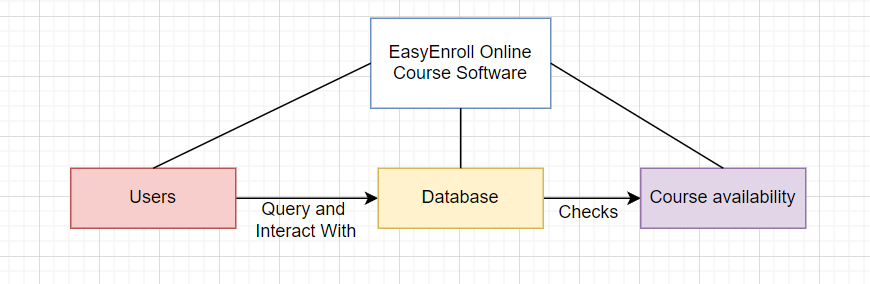 EasyEnroll Online
Course Software
Users
Query and
Interact With
Database
Checks
Course availability